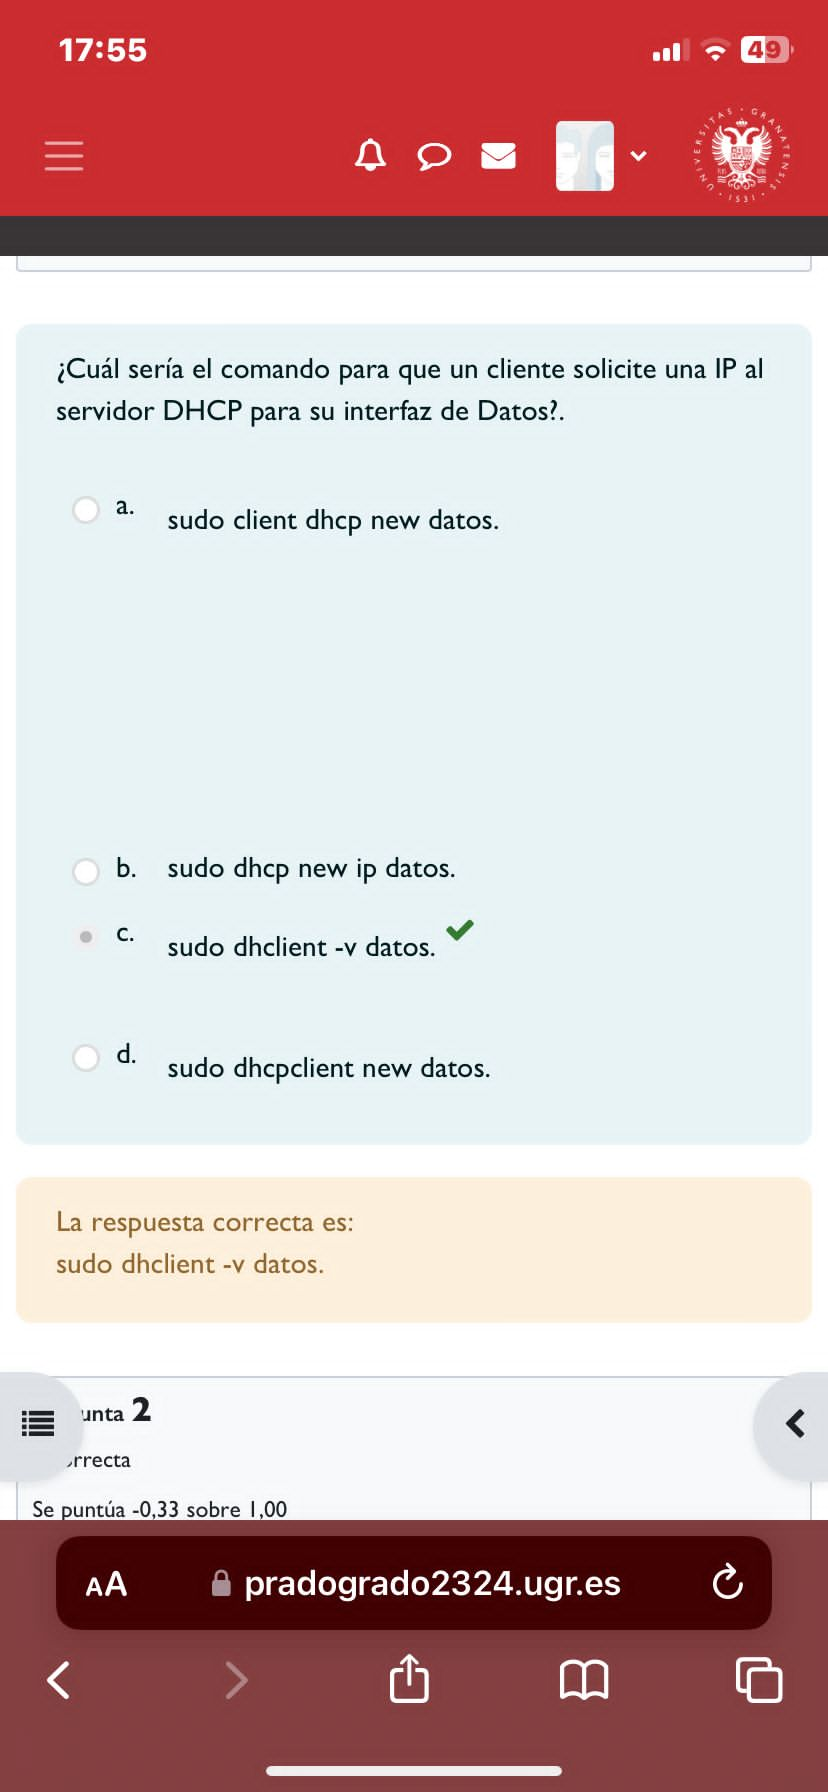 17:55
49
UNIVERSITAS · GRANATENSIS · 1531 ·
¿Cuál sería el comando para que un cliente solicite una IP al
servidor DHCP para su interfaz de Datos?.
a. sudo client dhcp new datos.
b. sudo dhcp new ip datos.
c. sudo dhclient -v datos.
d. sudo dhcpclient new datos.
La respuesta correcta es:
sudo dhclient -v datos.
unta 2
rrecta
Se puntúa -0,33 sobre 1,00
AA pradogrado2324.ugr.es